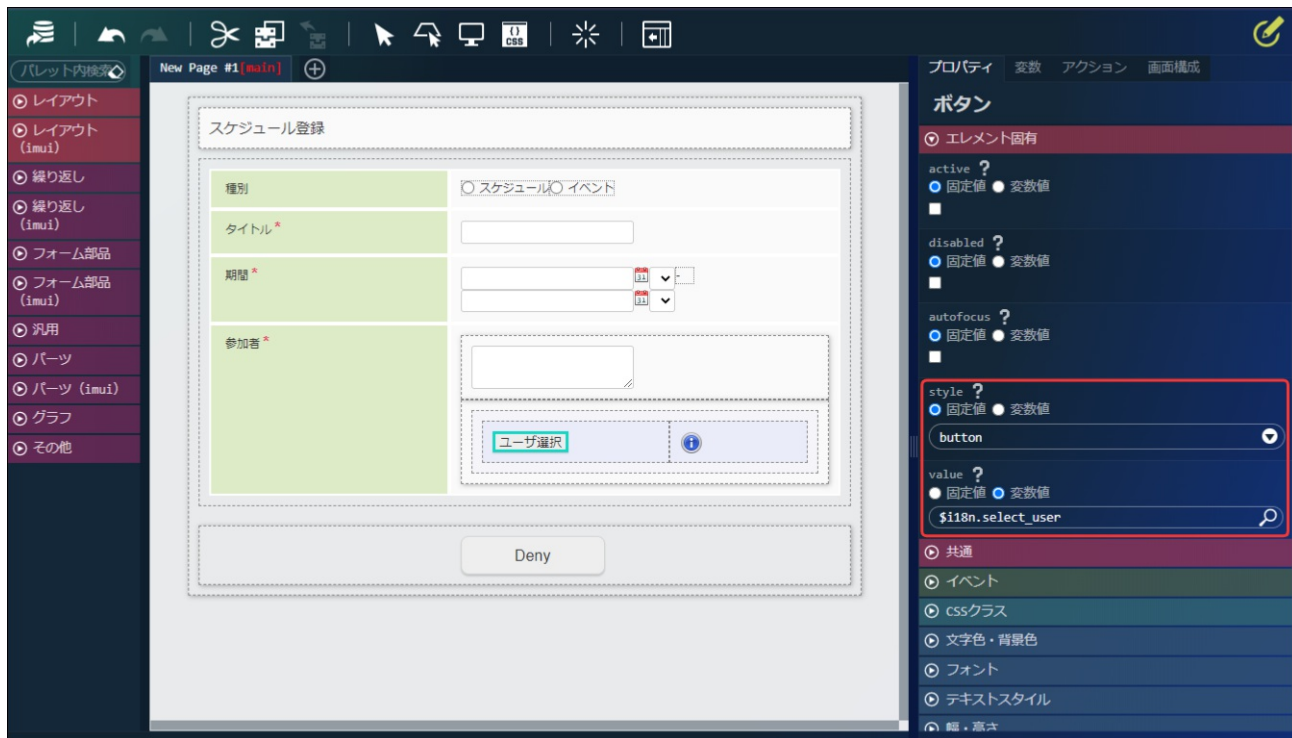 {}
CSS
パレット内検索
New Page #1[main]
プロパティ 変数 アクション 画面構成
レイアウト
レイアウト
(imui)
繰り返し
繰り返し
(imui)
フォーム部品
フォーム部品
(imui)
汎用
パーツ
パーツ (imui)
グラフ
その他
スケジュール登録
種別
スケジュール イベント
タイトル *
期間 *
31
-
31
参加者 *
ユーザ選択
Deny
ボタン
エレメント固有
active ?
固定値 変数値
disabled ?
固定値 変数値
autofocus ?
固定値 変数値
style ?
固定値 変数値
button
value ?
固定値 変数値
$i18n.select_user
共通
イベント
CSSクラス
文字色・背景色
フォント
テキストスタイル
幅・高さ